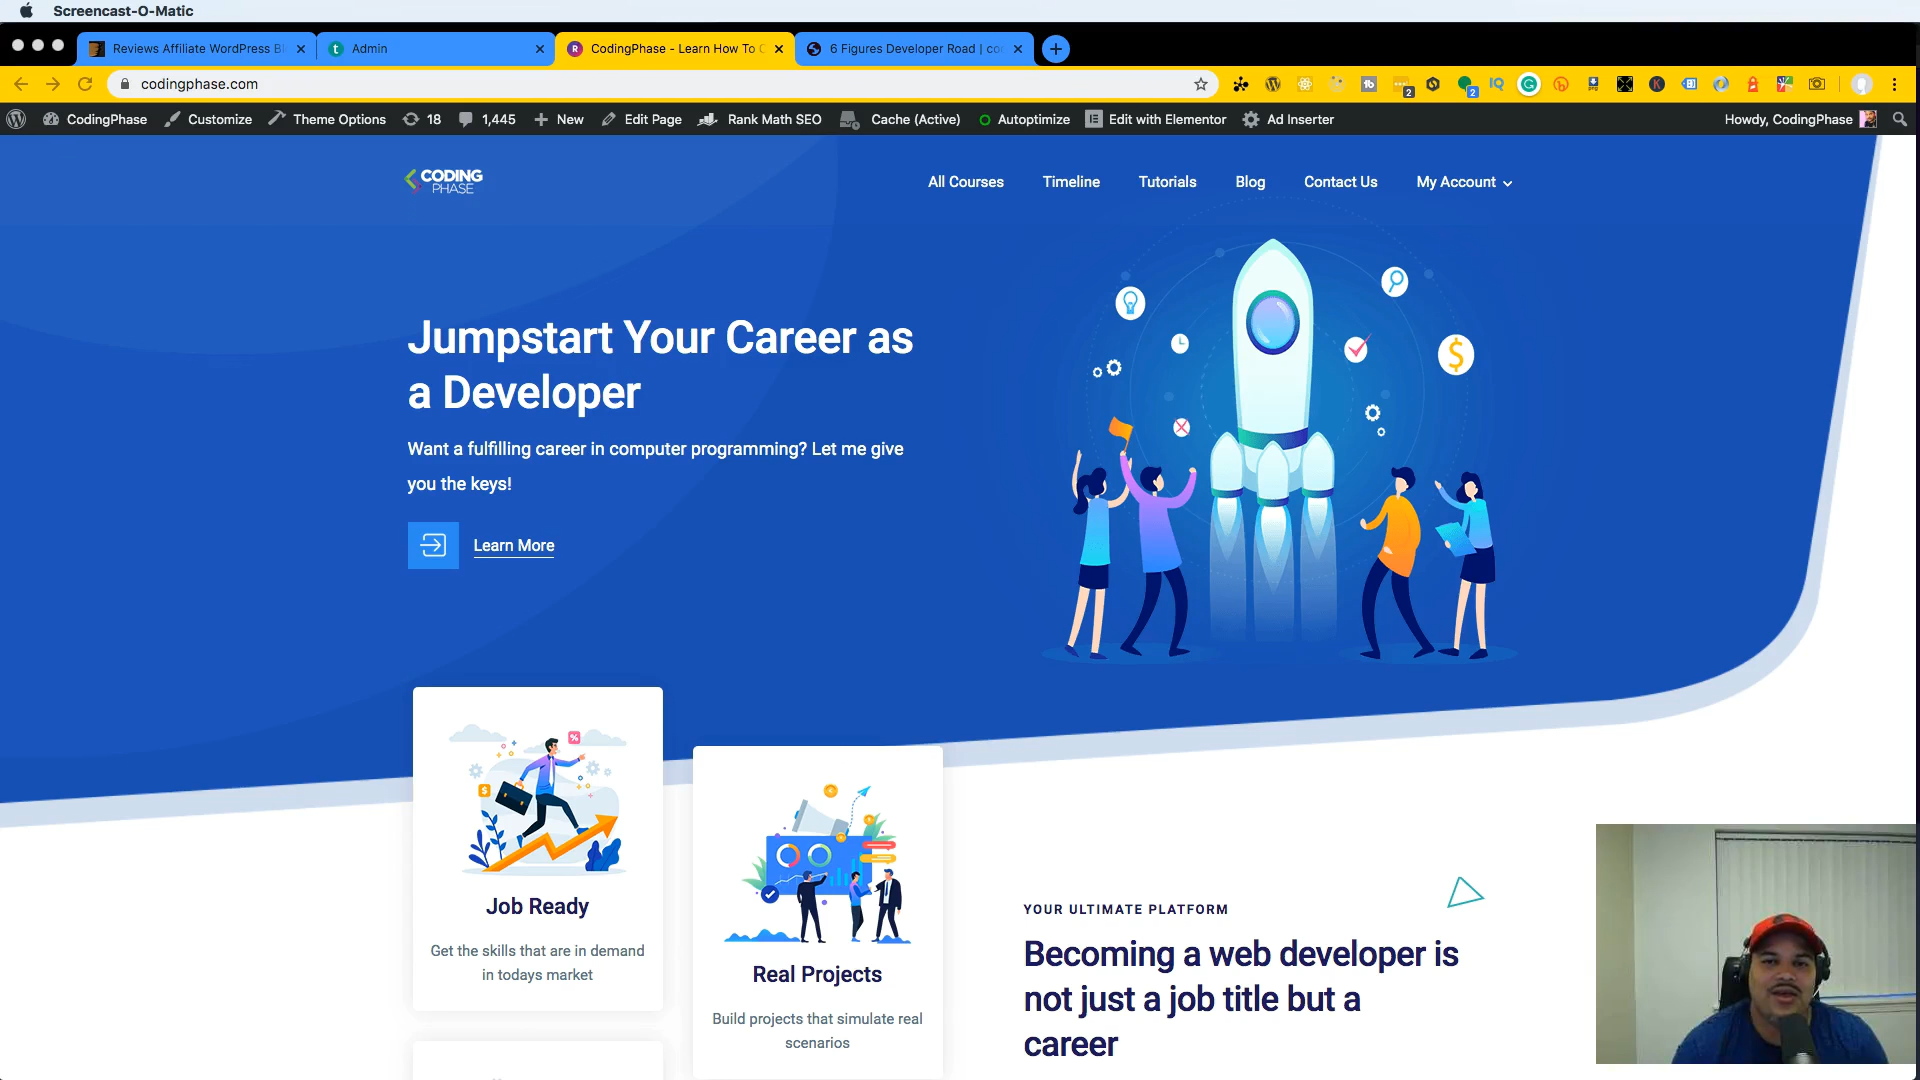 Screencast-O-Matic
Reviews Affiliate WordPress Bl
Admin
CodingPhase - Learn How To C
6 Figures Developer Road | co
codingphase.com
2
2
CodingPhase
Customize
Theme Options
18
1,445
New
Edit Page
Rank Math SEO
Cache (Active)
Autoptimize
Edit with Elementor
Ad Inserter
Howdy, CodingPhase
CODING
PHASE
All Courses
Timeline
Tutorials
Blog
Contact Us
My Account
Jumpstart Your Career as
a Developer
Want a fulfilling career in computer programming? Let me give
you the keys!
Learn More
Job Ready
Get the skills that are in demand
in todays market
Real Projects
Build projects that simulate real
scenarios
YOUR ULTIMATE PLATFORM
Becoming a web developer is
not just a job title but a
career